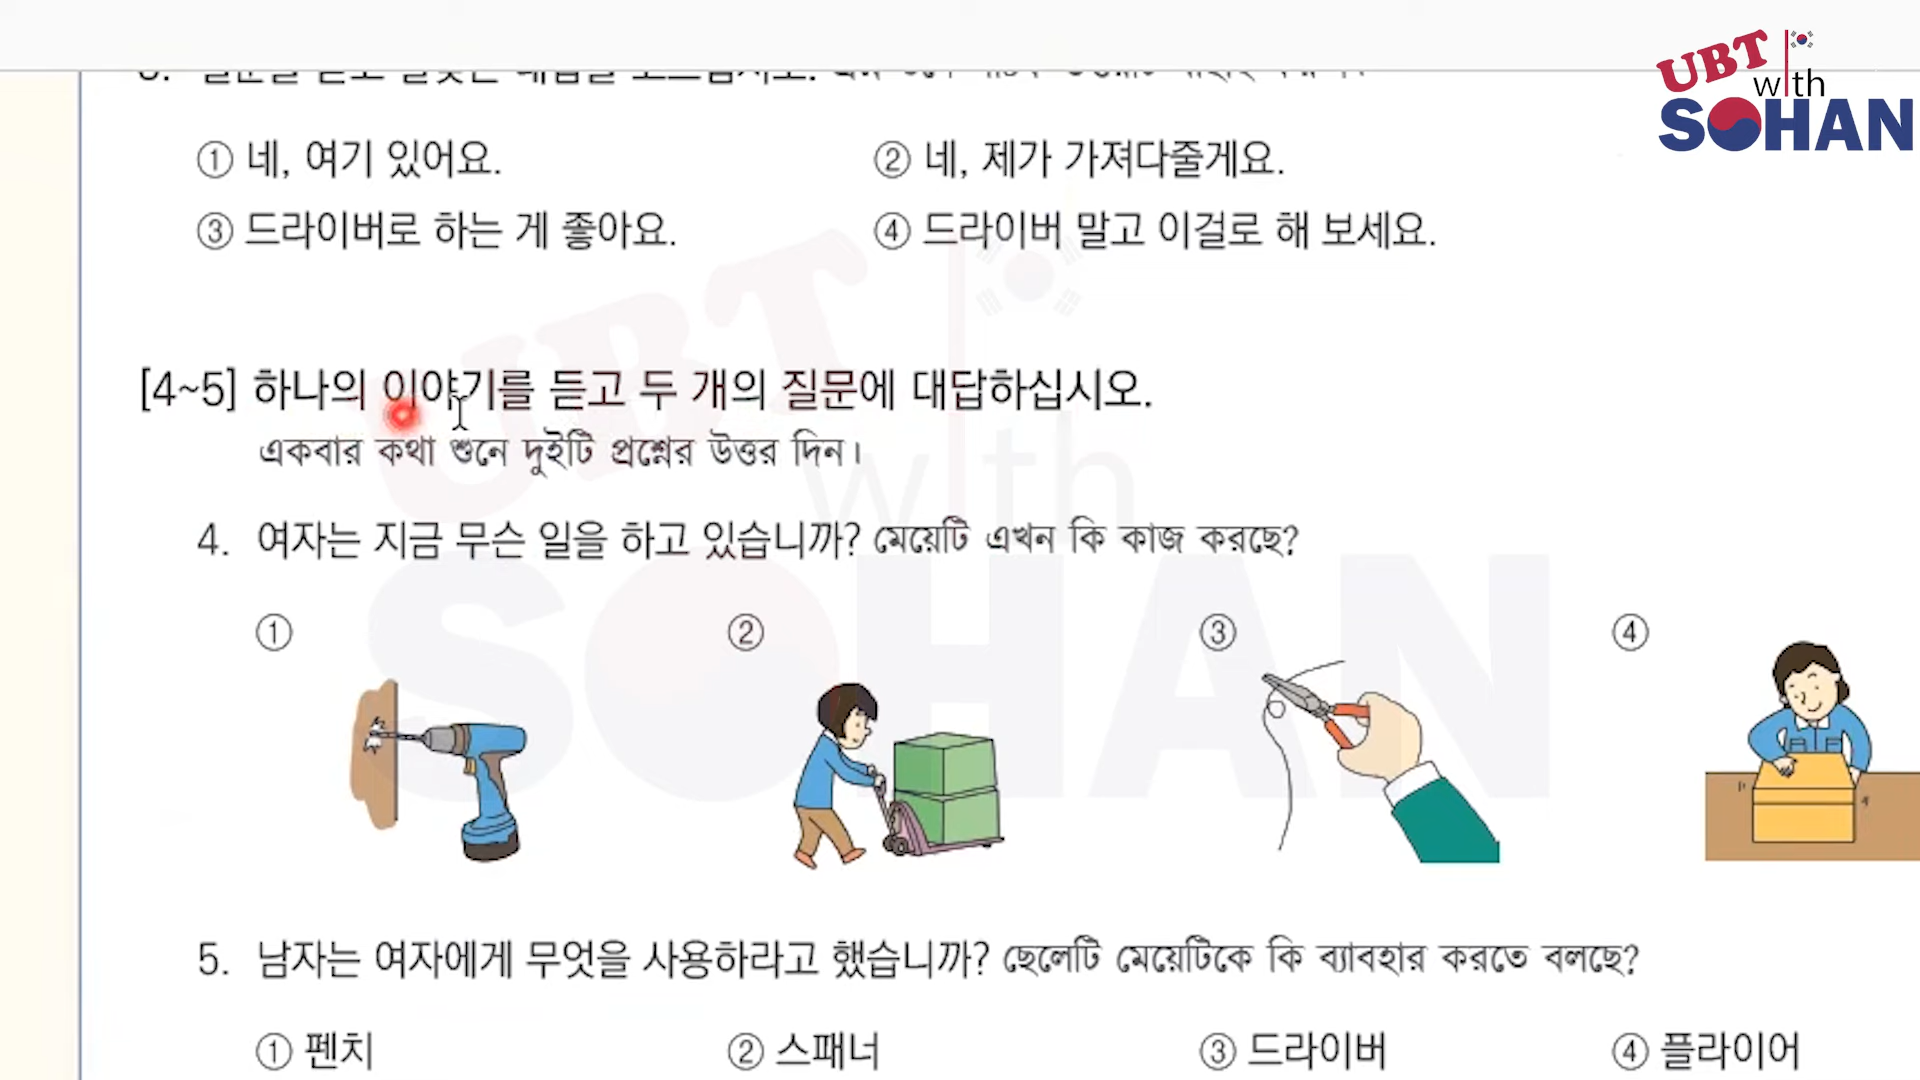 UBT
with
SOHAN
① 네, 여기 있어요. ② 네, 제가 가져다줄게요.
③ 드라이버로 하는 게 좋아요. ④ 드라이버 말고 이걸로 해 보세요.
[4~5] 하나의 이야기를 듣고 두 개의 질문에 대답하십시오.
একবার কথা শুনে দুইটি প্রশ্নের উত্তর দিন।
4. 여자는 지금 무슨 일을 하고 있습니까? মেয়েটি এখন কি কাজ করছে?
① ② ③ ④
5. 남자는 여자에게 무엇을 사용하라고 했습니까? ছেলেটি মেয়েটিকে কি ব্যাবহার করতে বলছে?
① 펜치 ② 스패너 ③ 드라이버 ④ 플라이어